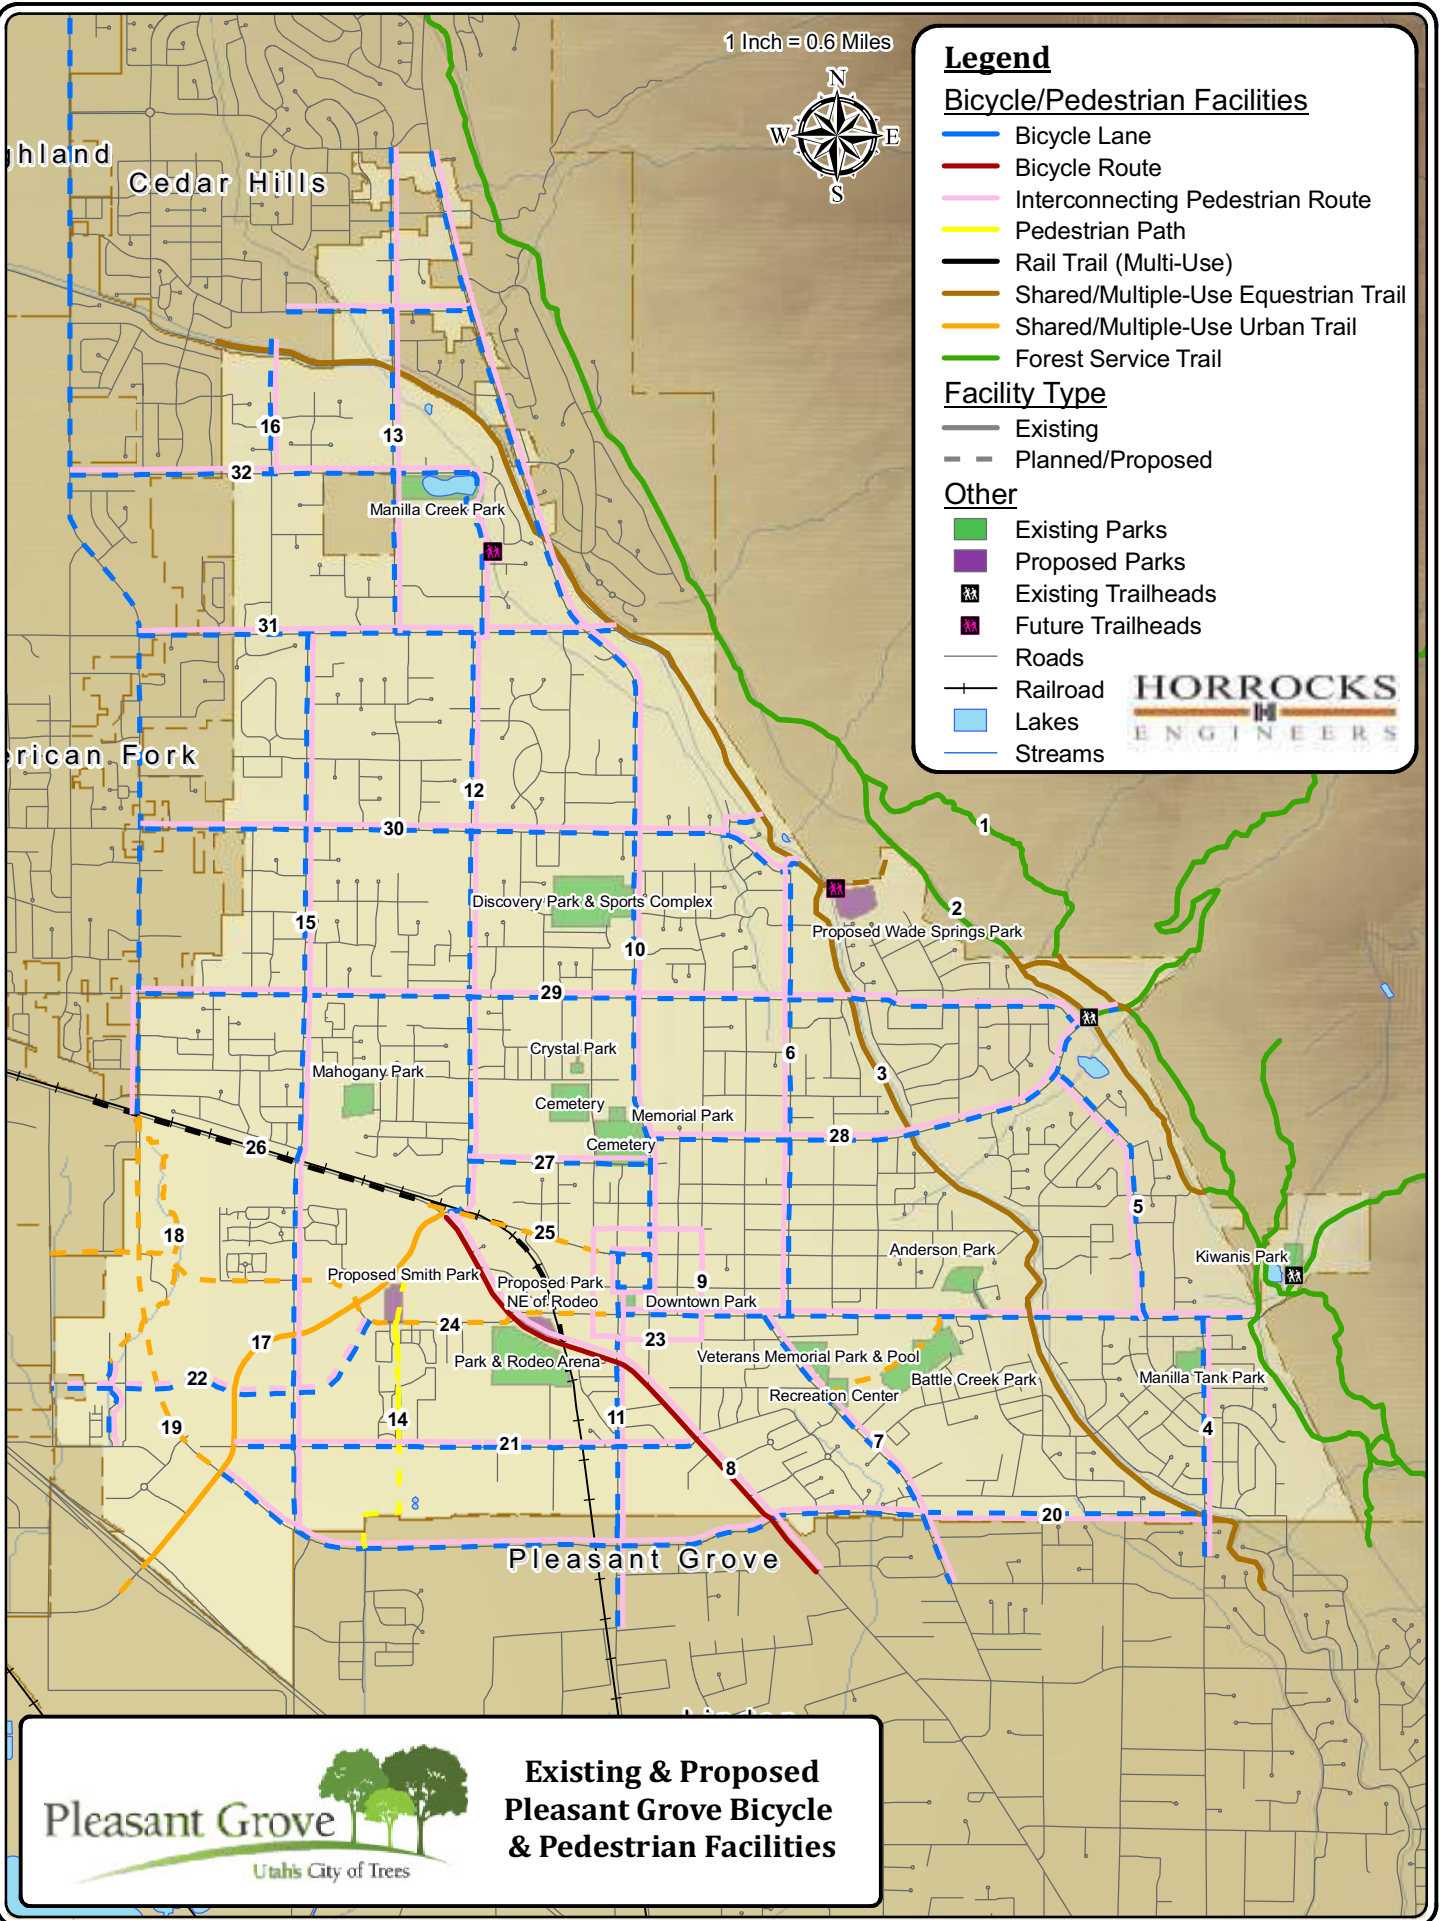 1 Inch = 0.6 Miles
N
W E
S
Legend
Bicycle/Pedestrian Facilities
Bicycle Lane
Bicycle Route
Interconnecting Pedestrian Route
Pedestrian Path
Rail Trail (Multi-Use)
Shared/Multiple-Use Equestrian Trail
Shared/Multiple-Use Urban Trail
Forest Service Trail
Facility Type
Existing
Planned/Proposed
Other
Existing Parks
Proposed Parks
Existing Trailheads
Future Trailheads
Roads
Railroad
Lakes
Streams
HORROCKS
H
ENGINEERS
ghland
Cedar Hills
16
13
32
Manilla Creek Park
31
erican Fork
12
30
1
Discovery Park & Sports Complex
2
15
Proposed Wade Springs Park
10
29
Crystal Park
6
Mahogany Park
3
Cemetery
Memorial Park
28
Cemetery
26
27
5
18
25
Anderson Park
Kiwanis Park
Proposed Smith Park
Proposed Park
NE of Rodeo
9
Downtown Park
24
17
23
Park & Rodeo Arena
Veterans Memorial Park & Pool
22
Battle Creek Park
Manilla Tank Park
Recreation Center
14
11
19
4
21
7
8
20
Pleasant Grove
Pleasant Grove
Utah's City of Trees
Existing & Proposed
Pleasant Grove Bicycle
& Pedestrian Facilities